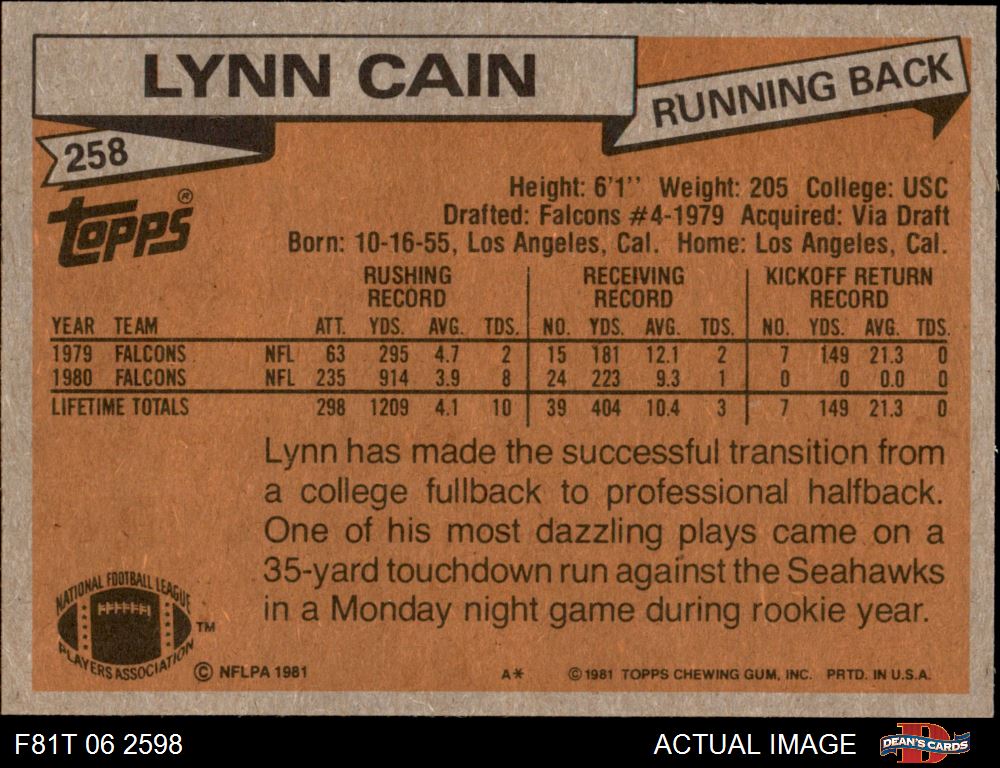 LYNN CAIN
RUNNING BACK
258
TOPPS®
Height: 6'1'' Weight: 205 College: USC
Drafted: Falcons #4-1979 Acquired: Via Draft
Born: 10-16-55, Los Angeles, Cal. Home: Los Angeles, Cal.
RUSHING RECORD RECEIVING RECORD KICKOFF RETURN RECORD
YEAR TEAM ATT. YDS. AVG. TDS. NO. YDS. AVG. TDS. NO. YDS. AVG. TDS.
1979 FALCONS NFL 63 295 4.7 2 15 181 12.1 2 7 149 21.3 0
1980 FALCONS NFL 235 914 3.9 8 24 223 9.3 1 0 0 0.0 0
LIFETIME TOTALS 298 1209 4.1 10 39 404 10.4 3 7 149 21.3 0
Lynn has made the successful transition from
a college fullback to professional halfback.
One of his most dazzling plays came on a
35-yard touchdown run against the Seahawks
in a Monday night game during rookie year.
NATIONAL FOOTBALL LEAGUE
PLAYERS ASSOCIATION
TM
© NFLPA 1981 A* © 1981 TOPPS CHEWING GUM, INC. PRTD. IN U.S.A.
F81T 06 2598 ACTUAL IMAGE DEAN'S CARDS